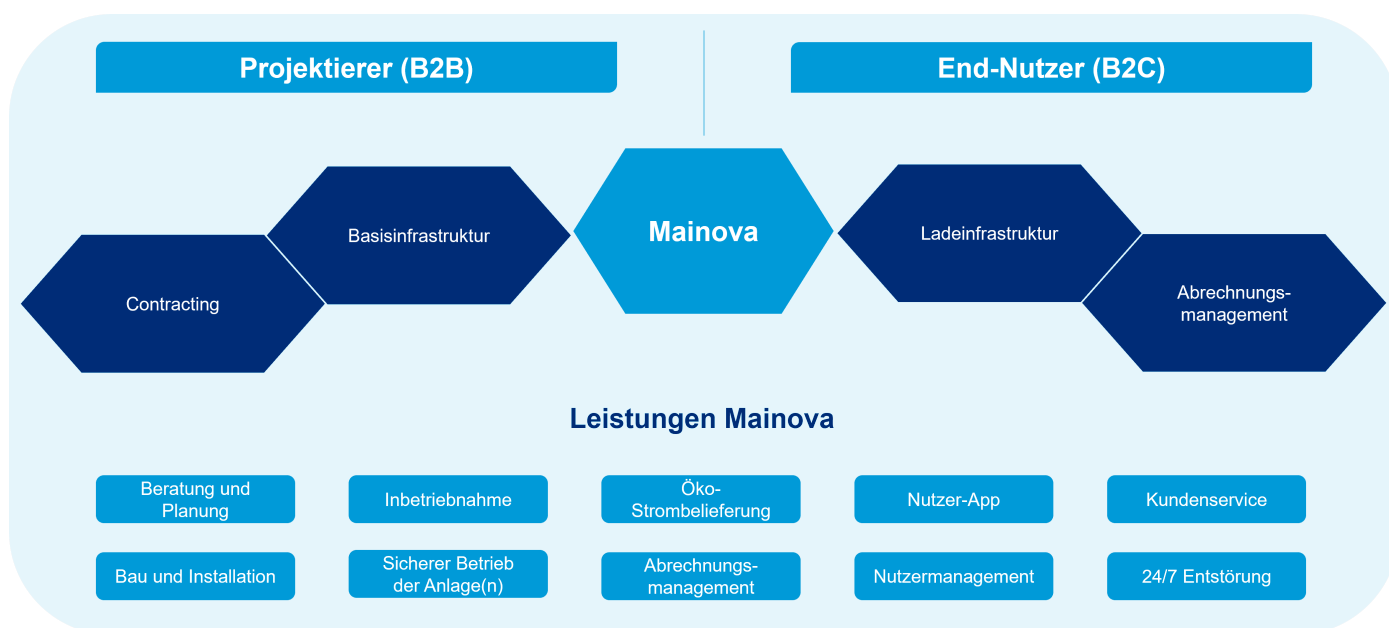 Projektierer (B2B)
End-Nutzer (B2C)
Contracting
Basisinfrastruktur
Mainova
Ladeinfrastruktur
Abrechnungs-
management
Leistungen Mainova
Beratung und
Planung
Inbetriebnahme
Öko-
Strombelieferung
Nutzer-App
Kundenservice
Bau und Installation
Sicherer Betrieb
der Anlage(n)
Abrechnungs-
management
Nutzermanagement
24/7 Entstörung